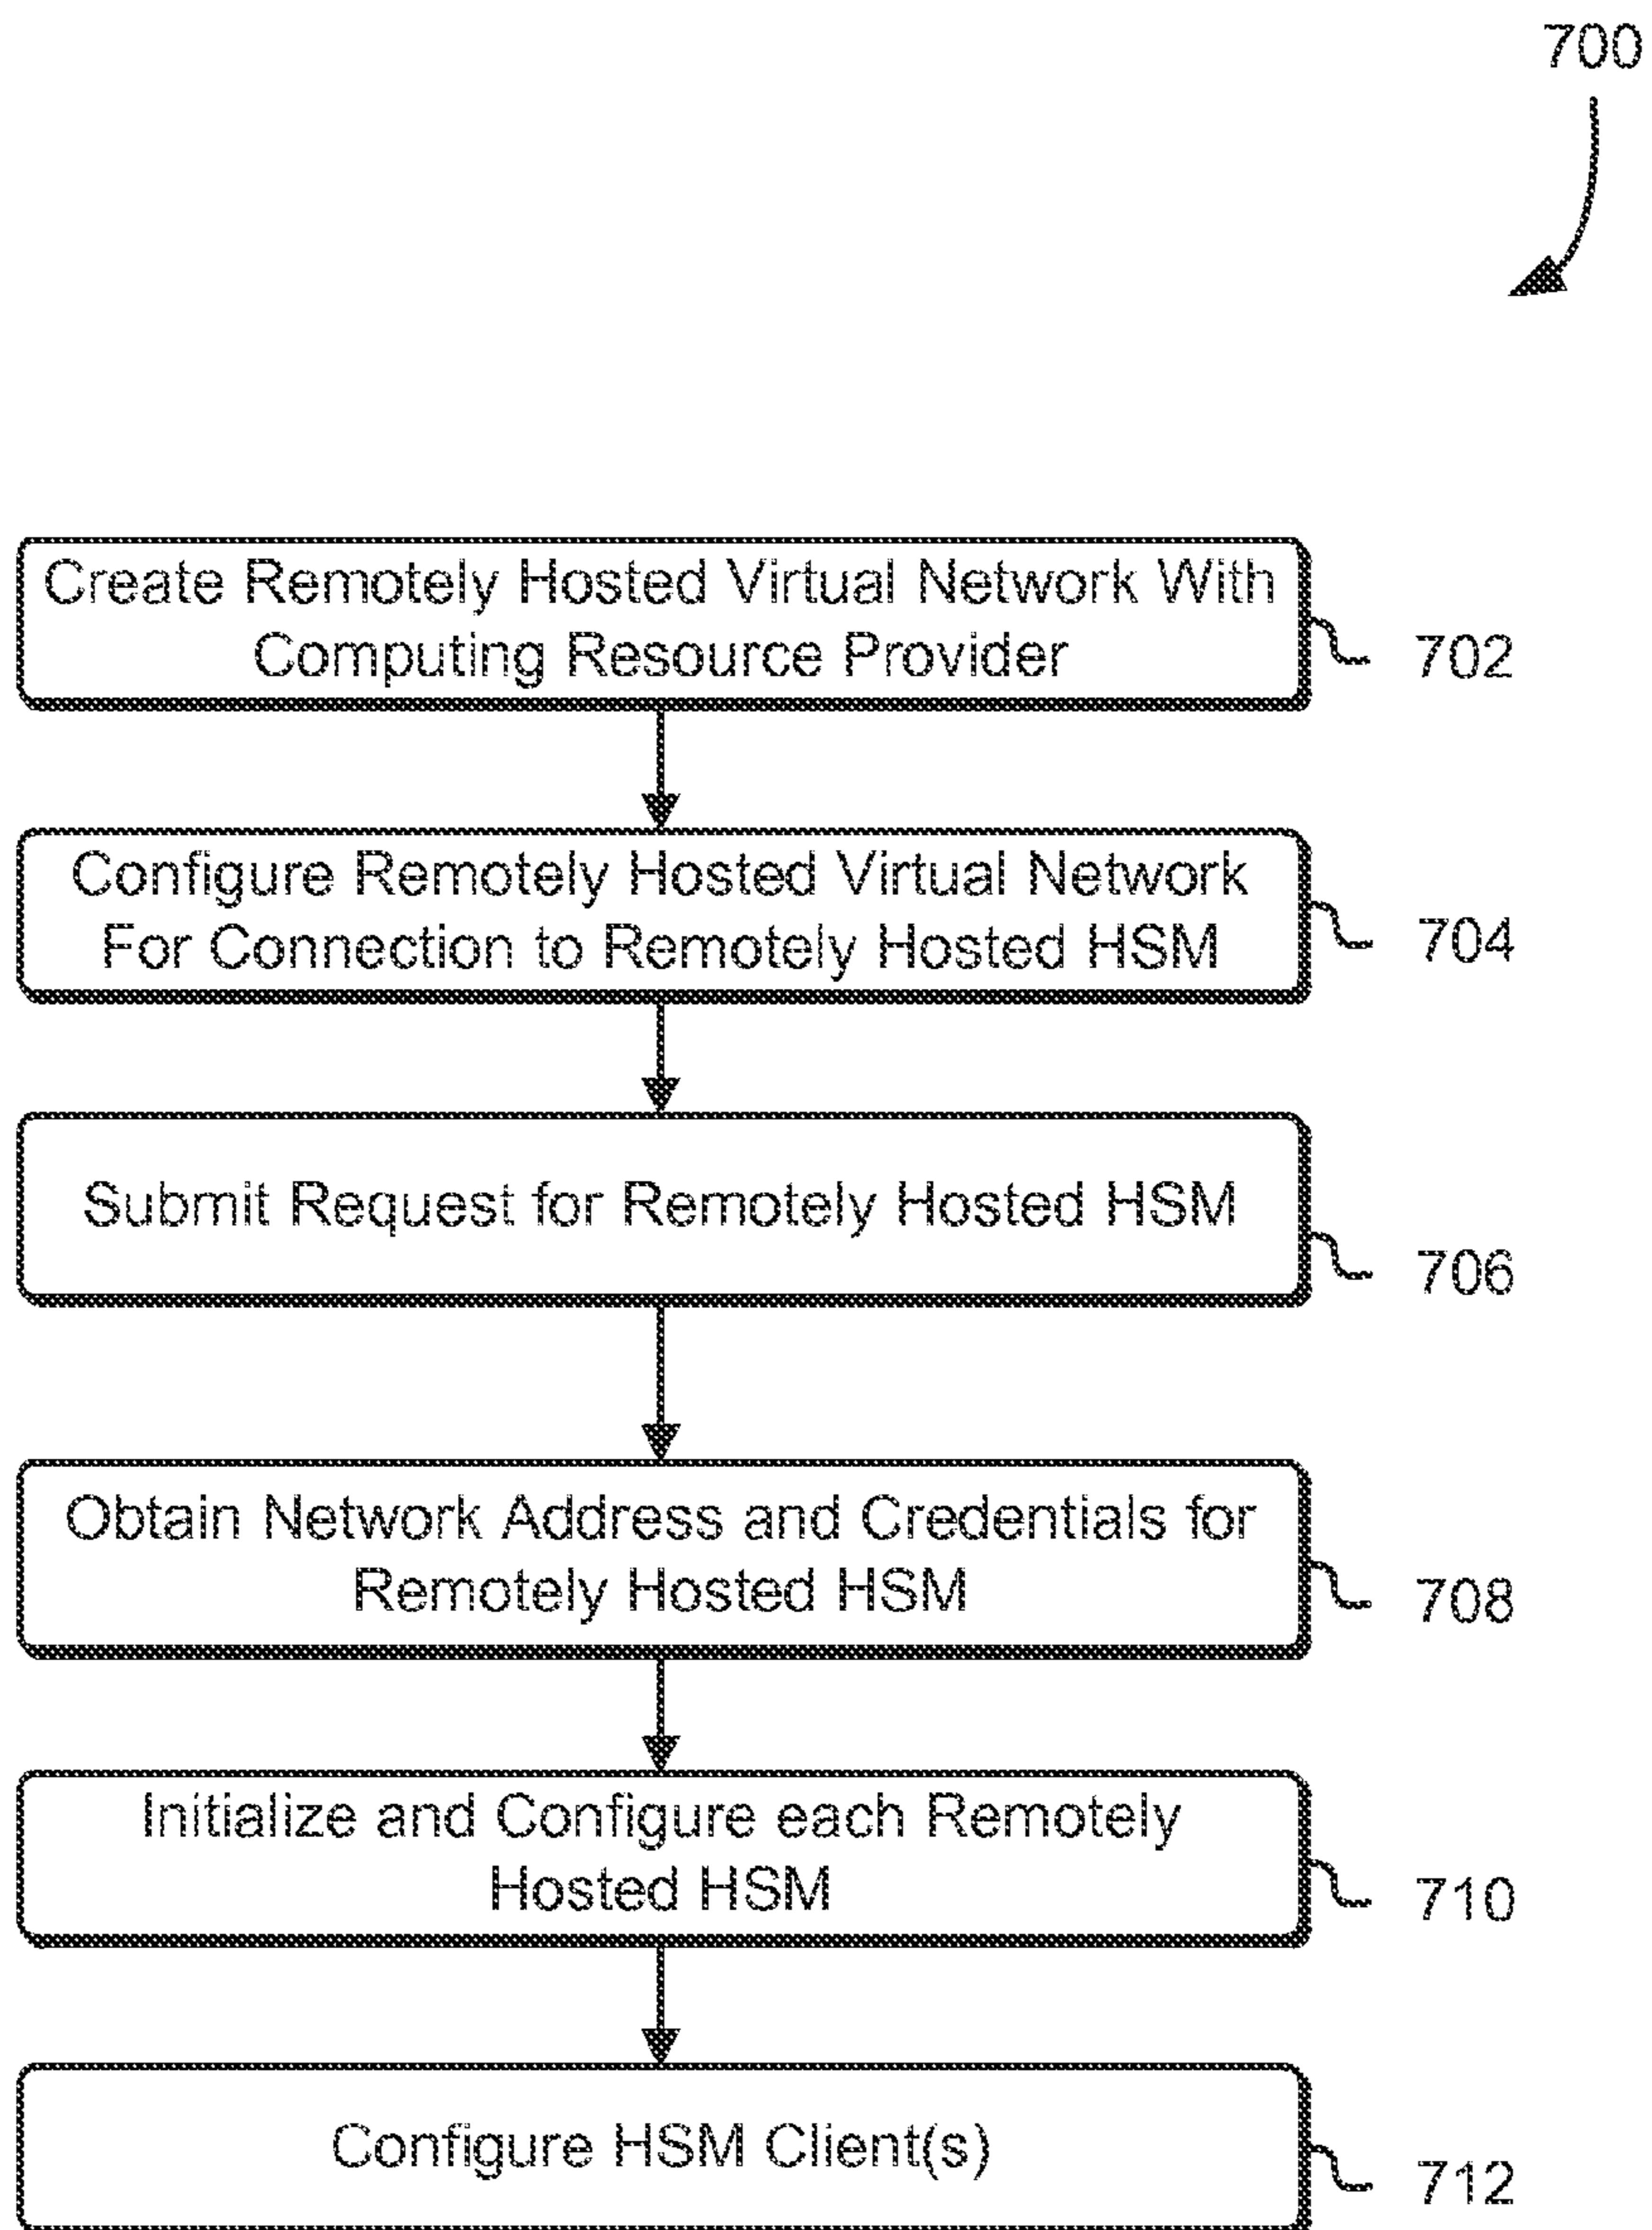 700
Create Remotely Hosted Virtual Network With
Computing Resource Provider
702
Configure Remotely Hosted Virtual Network
For Connection to Remotely Hosted HSM
704
Submit Request for Remotely Hosted HSM
706
Obtain Network Address and Credentials for
Remotely Hosted HSM
708
Initialize and Configure each Remotely
Hosted HSM
710
Configure HSM Client(s)
712